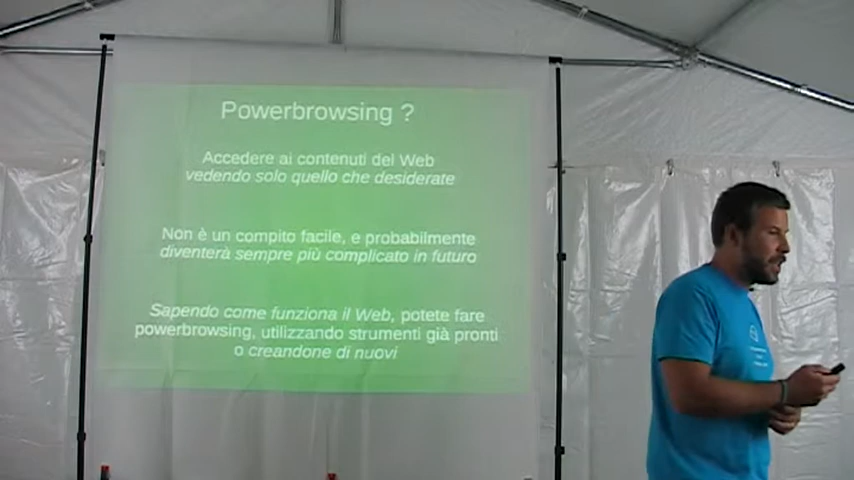 Powerbrowsing ?
Accedere ai contenuti del Web
vedendo solo quello che desiderate
Non è un compito facile, e probabilmente
diventerà sempre più complicato in futuro
Sapendo come funziona il Web, potete fare
powerbrowsing, utilizzando strumenti già pronti
o creandone di nuovi